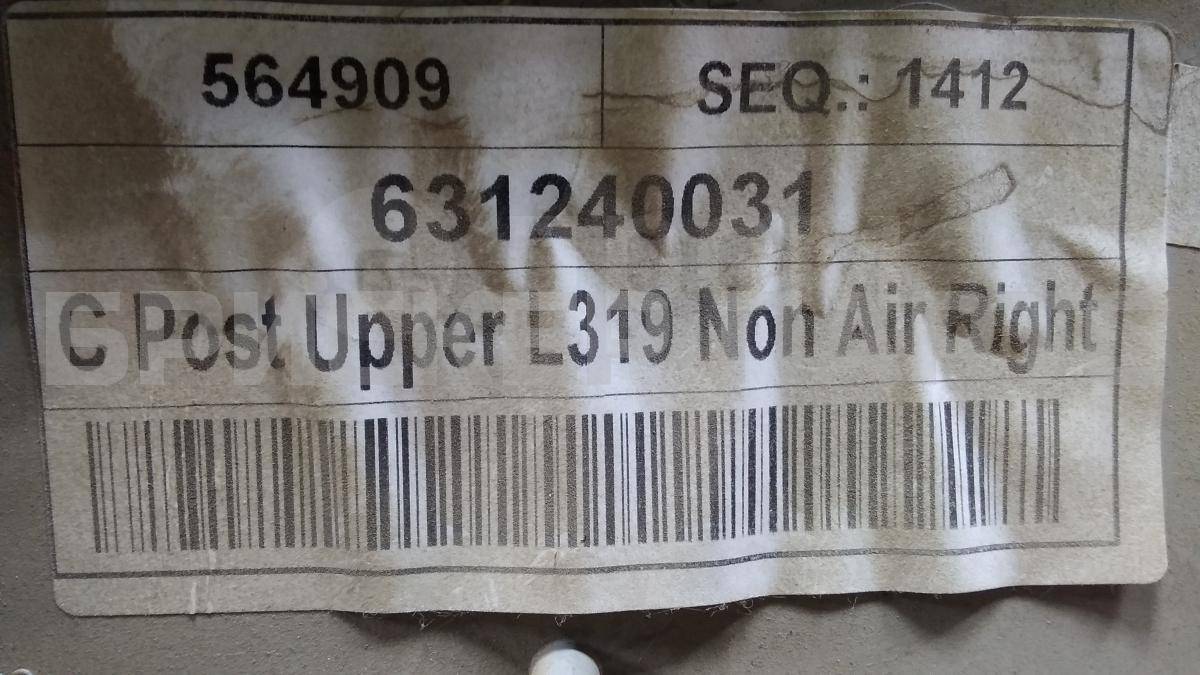 564909 SEQ.: 1412
631240031
C Post Upper L319 Non Air Right